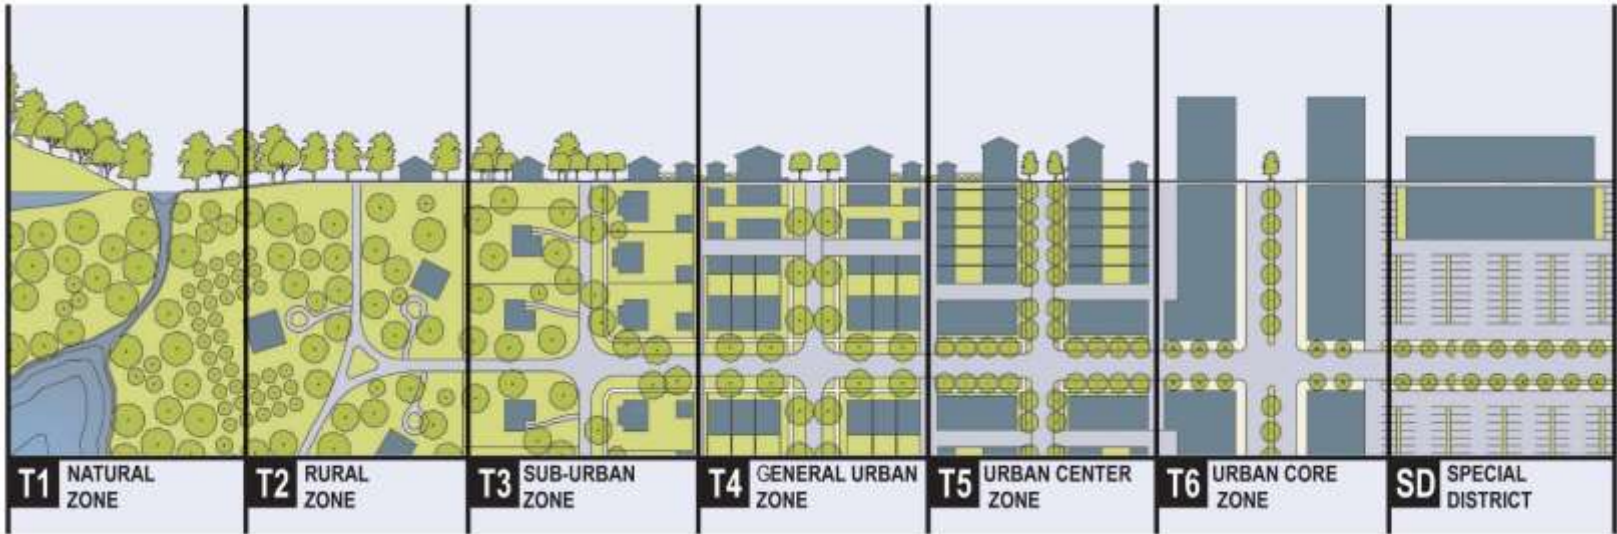 T1 NATURAL
ZONE
T2 RURAL
ZONE
T3 SUB-URBAN
ZONE
T4 GENERAL URBAN
ZONE
T5 URBAN CENTER
ZONE
T6 URBAN CORE
ZONE
SD SPECIAL
DISTRICT